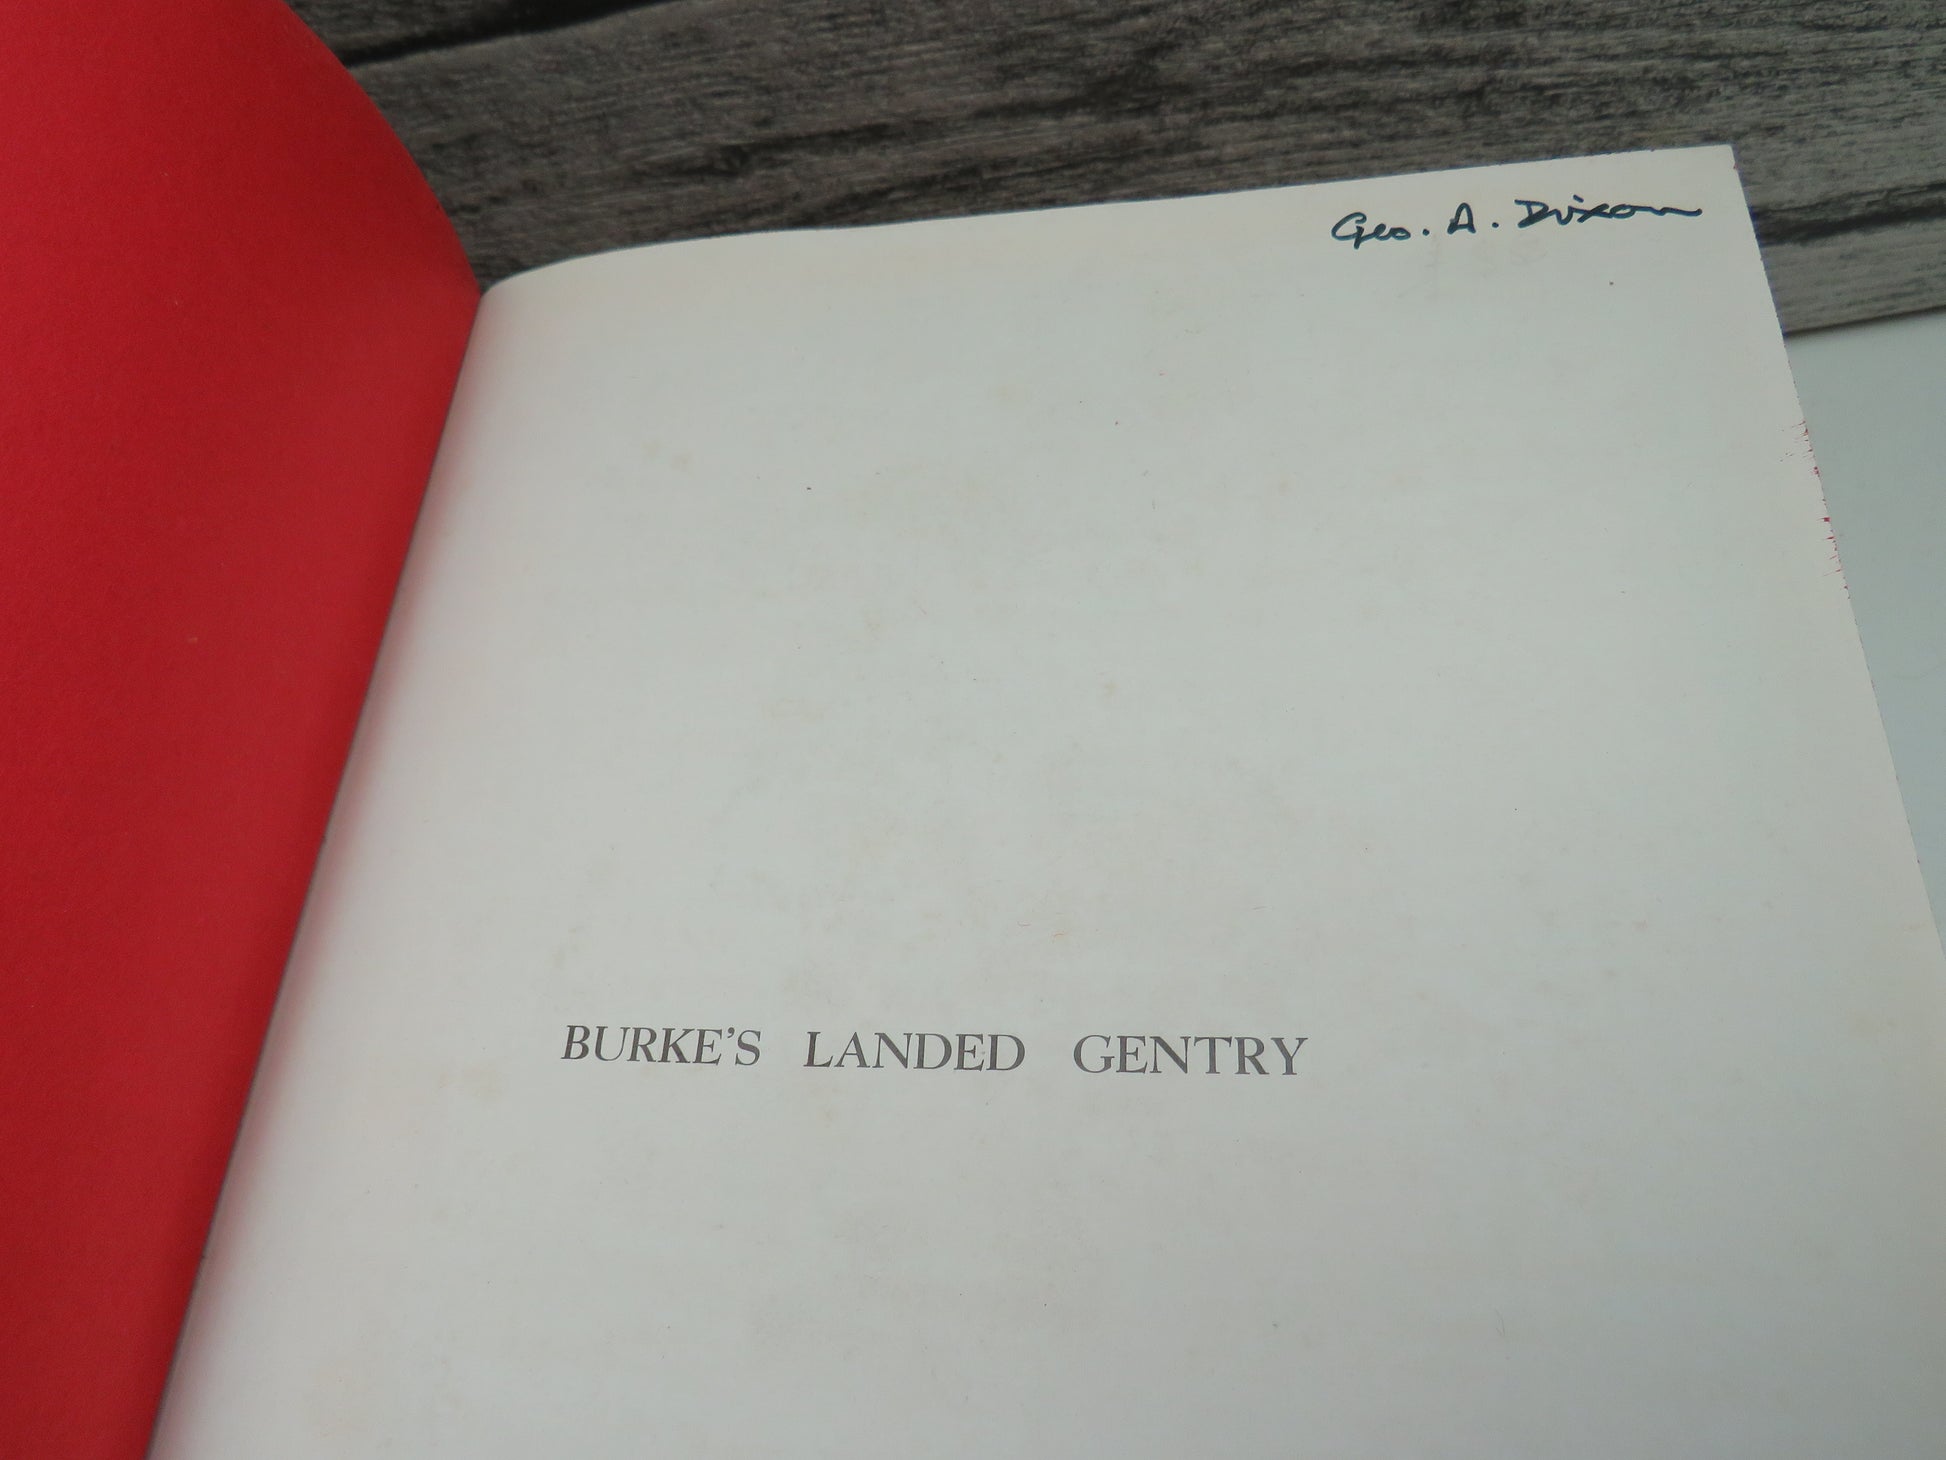 Geo. A. Dixon
BURKE'S LANDED GENTRY